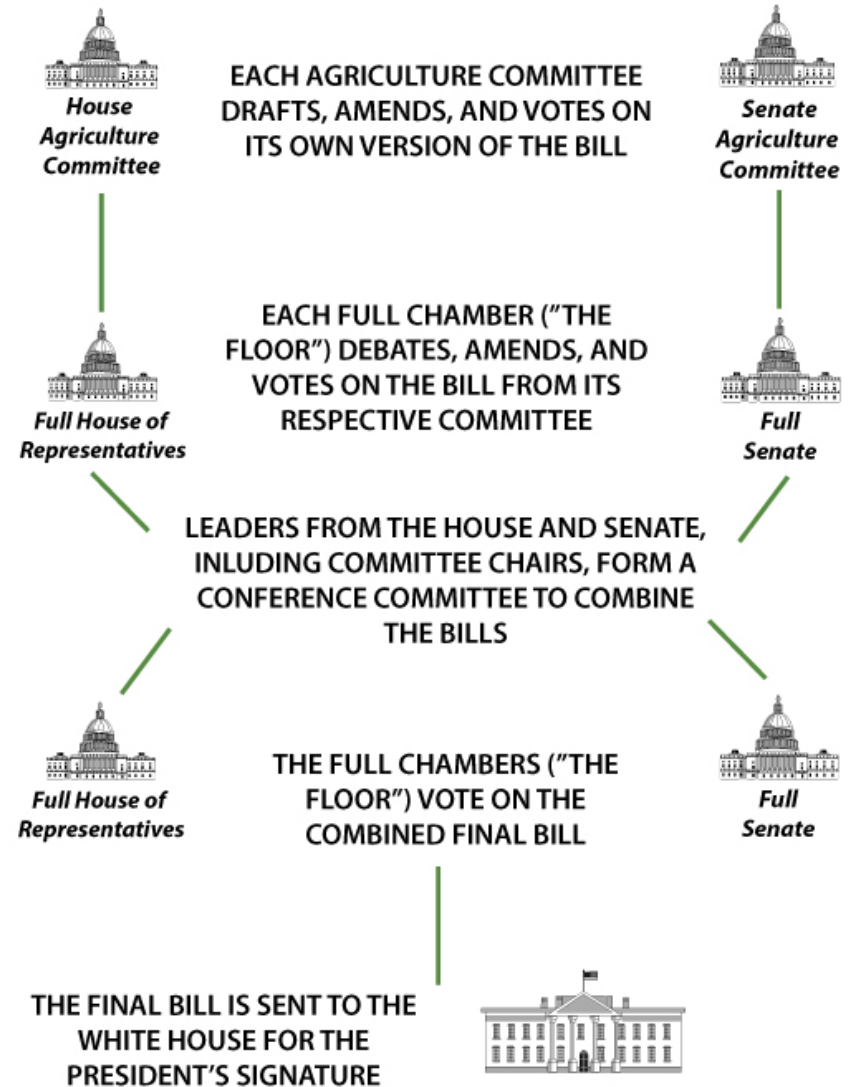 House
Agriculture
Committee
EACH AGRICULTURE COMMITTEE
DRAFTS, AMENDS, AND VOTES ON
ITS OWN VERSION OF THE BILL
Senate
Agriculture
Committee
Full House of
Representatives
EACH FULL CHAMBER (”THE
FLOOR”) DEBATES, AMENDS, AND
VOTES ON THE BILL FROM ITS
RESPECTIVE COMMITTEE
Full
Senate
LEADERS FROM THE HOUSE AND SENATE,
INLUDING COMMITTEE CHAIRS, FORM A
CONFERENCE COMMITTEE TO COMBINE
THE BILLS
Full House of
Representatives
THE FULL CHAMBERS (”THE
FLOOR”) VOTE ON THE
COMBINED FINAL BILL
Full
Senate
THE FINAL BILL IS SENT TO THE
WHITE HOUSE FOR THE
PRESIDENT’S SIGNATURE